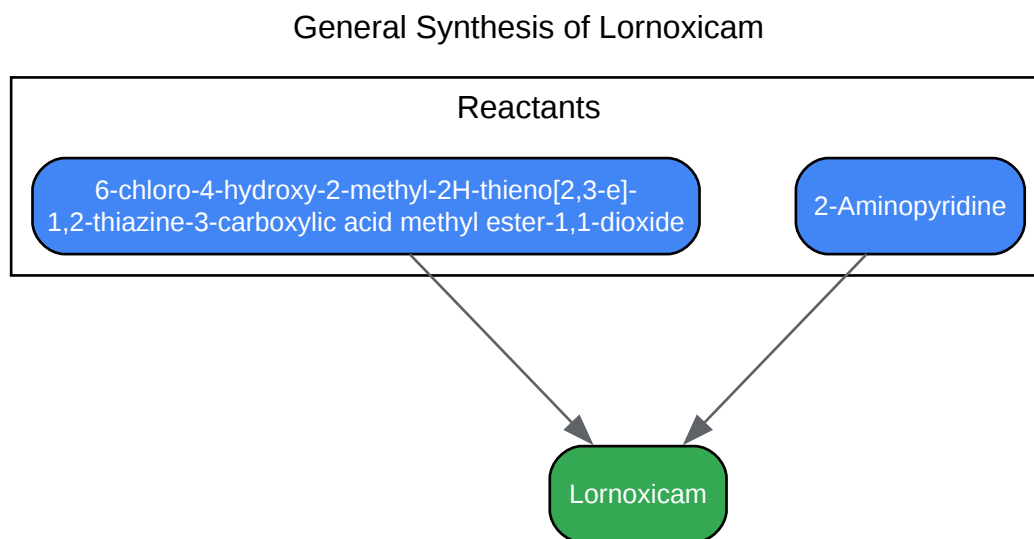 General Synthesis of Lornoxicam
Reactants
6-chloro-4-hydroxy-2-methyl-2H-thieno[2,3-e]-
1,2-thiazine-3-carboxylic acid methyl ester-1,1-dioxide
2-Aminopyridine
Lornoxicam